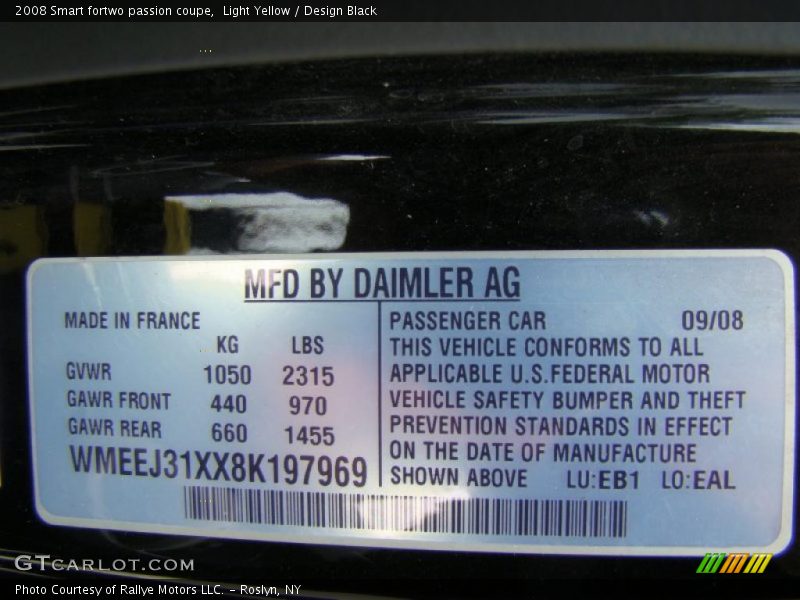 2008 Smart fortwo passion coupe,  Light Yellow / Design Black
MFD BY DAIMLER AG
MADE IN FRANCE
KG LBS
GVWR 1050 2315
GAWR FRONT 440 970
GAWR REAR 660 1455
WMEEJ31XX8K197969
PASSENGER CAR 09/08
THIS VEHICLE CONFORMS TO ALL
APPLICABLE U.S.FEDERAL MOTOR
VEHICLE SAFETY BUMPER AND THEFT
PREVENTION STANDARDS IN EFFECT
ON THE DATE OF MANUFACTURE
SHOWN ABOVE LU:EB1 LO:EAL
GTCARLOT.COM
Photo Courtesy of Rallye Motors LLC. - Roslyn, NY